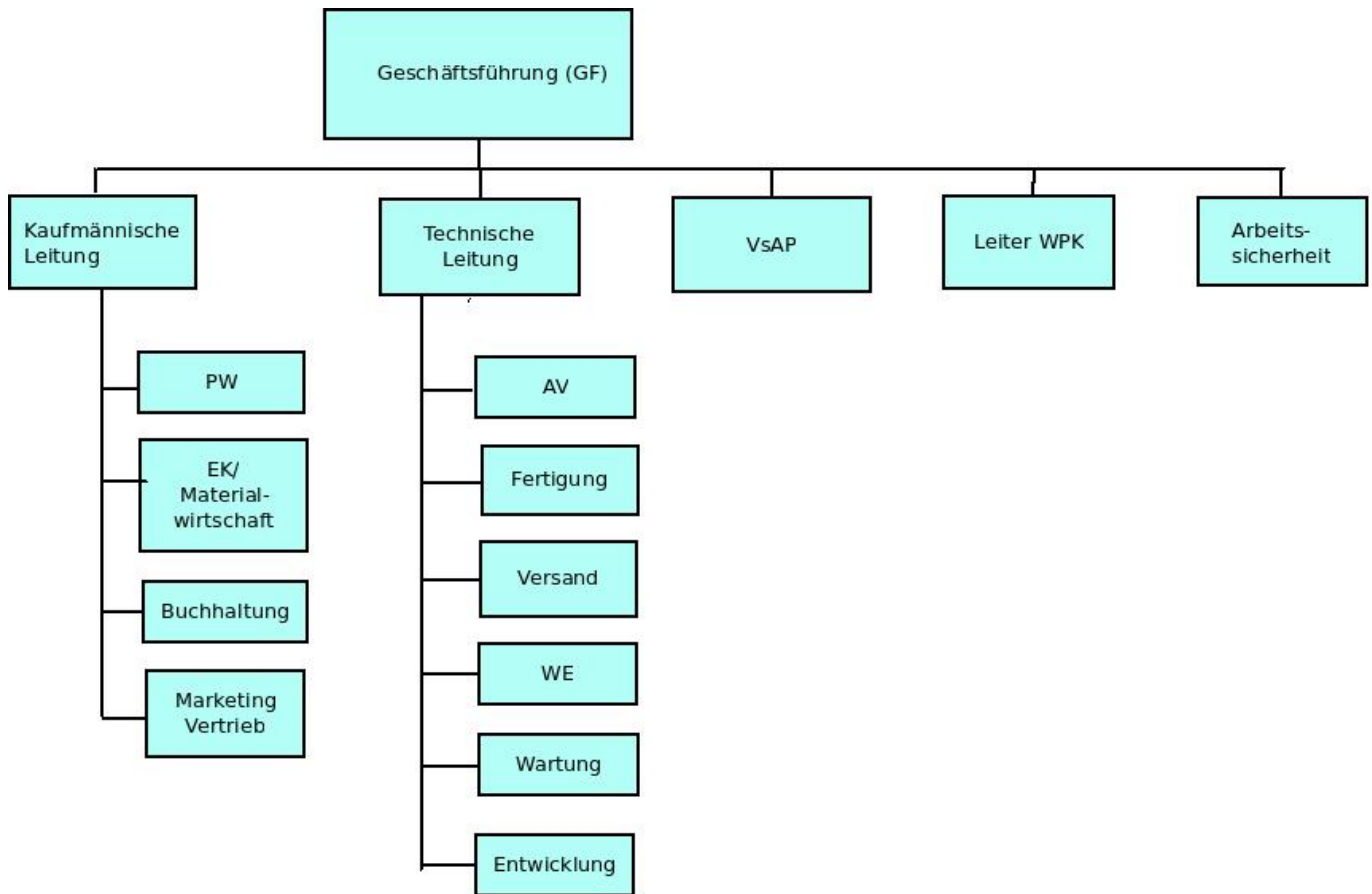 Geschäftsführung (GF)
Kaufmännische
Leitung
Technische
Leitung
VsAP
Leiter WPK
Arbeits-
sicherheit
PW
EK/
Material-
wirtschaft
Buchhaltung
Marketing
Vertrieb
AV
Fertigung
Versand
WE
Wartung
Entwicklung